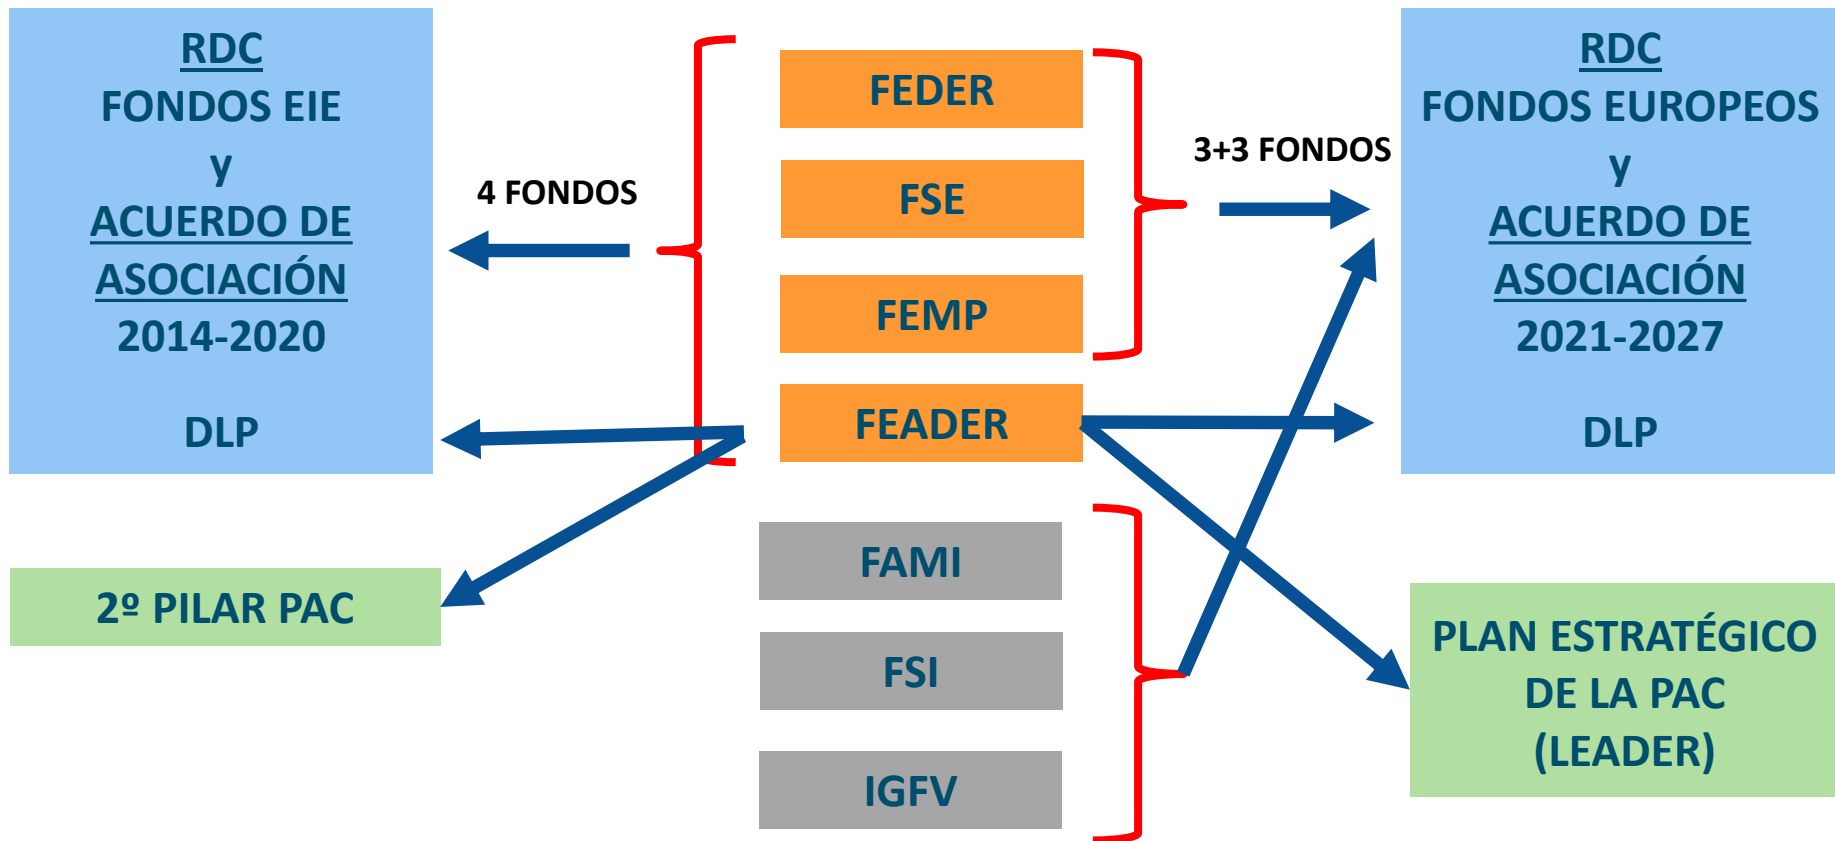 RDC
FONDOS EIE
y
ACUERDO DE
ASOCIACIÓN
2014-2020
DLP
2º PILAR PAC
4 FONDOS
FEDER
FSE
FEMP
FEADER
FAMI
FSI
IGFV
3+3 FONDOS
RDC
FONDOS EUROPEOS
y
ACUERDO DE
ASOCIACIÓN
2021-2027
DLP
PLAN ESTRATÉGICO
DE LA PAC
(LEADER)